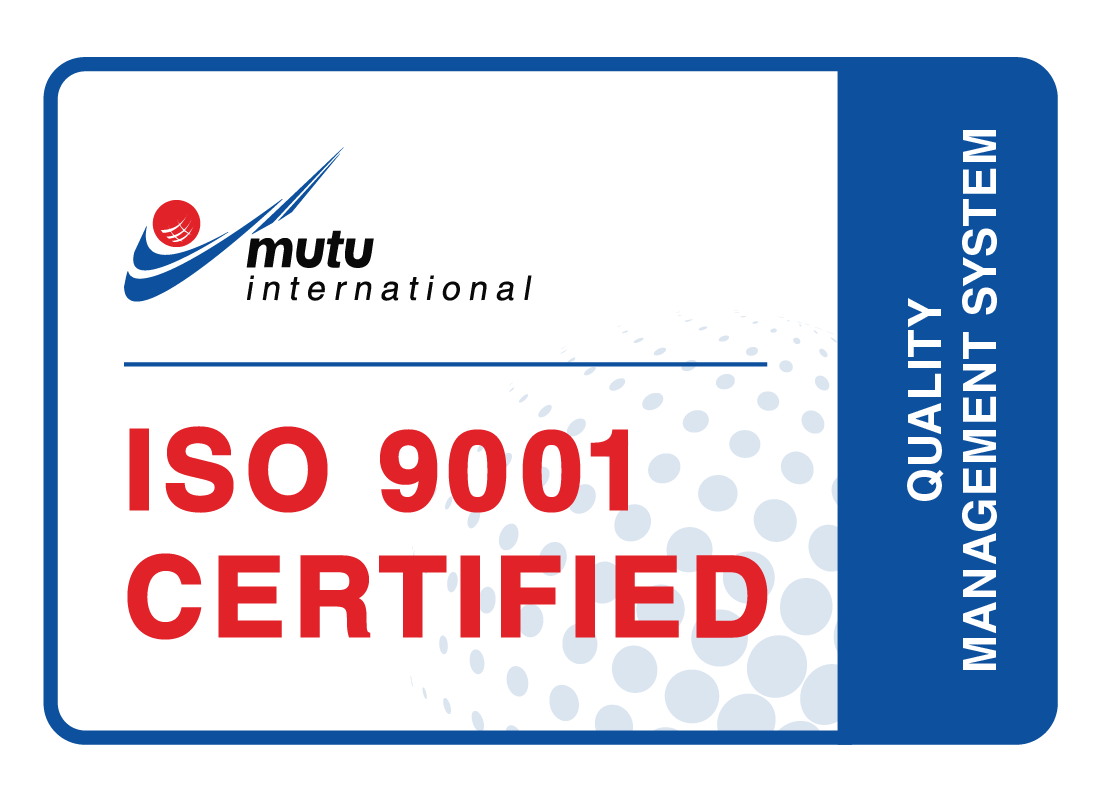 mutu
international
ISO 9001
CERTIFIED
QUALITY
MANAGEMENT SYSTEM